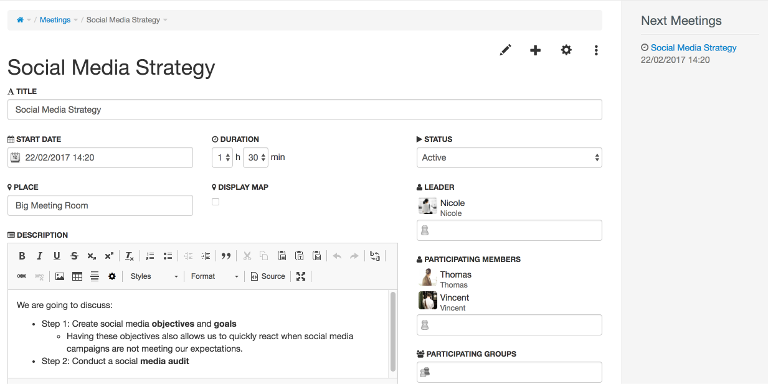 / Meetings / Social Media Strategy
Next Meetings
Social Media Strategy
22/02/2017 14:20
Social Media Strategy
TITLE
Social Media Strategy
START DATE
DURATION
STATUS
22/02/2017 14:20
1 h 30 min
Active
PLACE
DISPLAY MAP
LEADER
Big Meeting Room
Nicole
Nicole
DESCRIPTION
PARTICIPATING MEMBERS
Styles Format Source
Thomas
Thomas
Vincent
Vincent
We are going to discuss:
• Step 1: Create social media objectives and goals
Having these objectives also allows us to quickly react when social media
campaigns are not meeting our expectations.
• Step 2: Conduct a social media audit
PARTICIPATING GROUPS